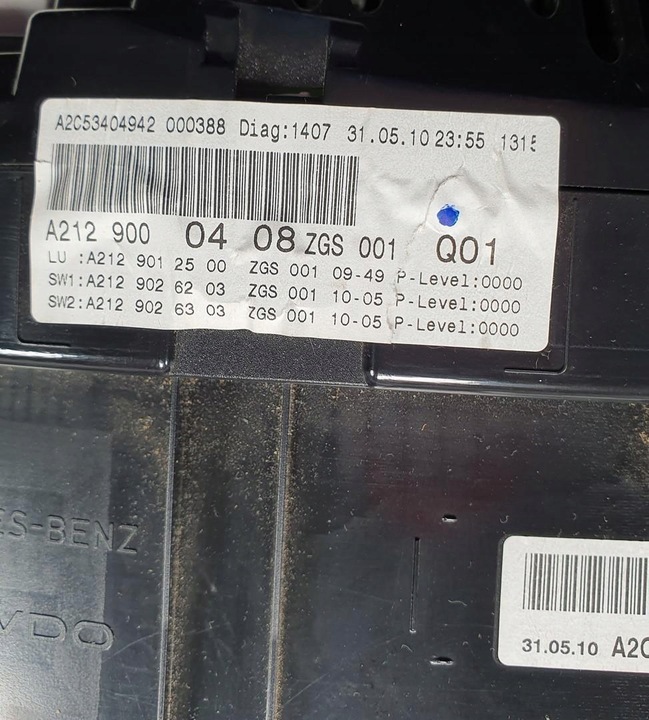 A2C53404942 000388 Diag:1407 31.05.10 23:55 1315
A212 900 04 08 ZGS 001 Q01
LU :A212 901 25 00 ZGS 001 09-49 P-Level:0000
SW1:A212 902 62 03 ZGS 001 10-05 P-Level:0000
SW2:A212 902 63 03 ZGS 001 10-05 P-Level:0000
ES-BENZ
VDO
31.05.10 A2C